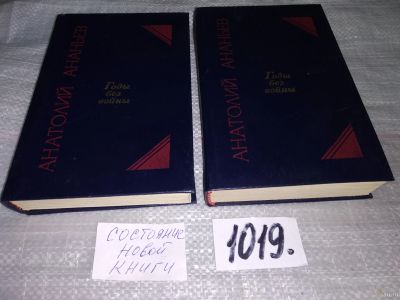 АНАТОЛИЙ АНАНЬЕВ
Годы
без
войны
АНАТОЛИЙ АНАНЬЕВ
Годы
без
войны
СОСТОЯНИЕ
НОВОЙ
КНИГИ
1019.